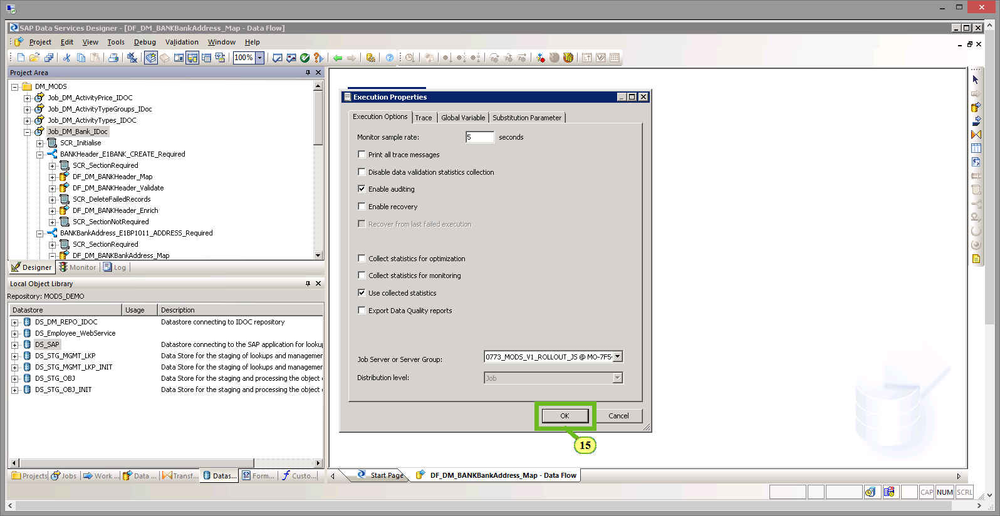 SAP Data Services Designer - [DF_DM_BANKBankAddress_Map - Data Flow]
Project Edit View Tools Debug Validation Window Help
100%
Project Area
DM_MODS
Job_DM_ActivityPrice_IDOC
Job_DM_ActivityTypeGroups_IDoc
Job_DM_ActivityTypes_IDOC
Job_DM_Bank_IDoc
SCR_Initialise
BANKHeader_E1BANK_CREATE_Required
SCR_SectionRequired
DF_DM_BANKHeader_Map
DF_DM_BANKHeader_Validate
SCR_DeleteFailedRecords
DF_DM_BANKHeader_Enrich
SCR_SectionNotRequired
BANKBankAddress_E1BP1011_ADDRESS_Required
SCR_SectionRequired
DF_DM_BANKBankAddress_Map
Designer Monitor Log
Local Object Library
Repository: MODS_DEMO
Datastore Usage Description
DS_DM_REPO_IDOC Datastore connecting to IDOC repository
DS_Employee_WebService
DS_SAP Datastore connecting to the SAP application for looku
DS_STG_MGMT_LKP Data Store for the staging of lookups and managemer
DS_STG_MGMT_LKP_INIT Data Store for the staging of lookups and managemer
DS_STG_OBJ Data Store for the staging and processing the object
DS_STG_OBJ_INIT Data Store for the staging and processing the object
Projects Jobs Work ... Data ... Transf... Datas... Form... Custo...
Execution Properties
Execution Options Trace Global Variable Substitution Parameter
Monitor sample rate: 5 seconds
Print all trace messages
Disable data validation statistics collection
Enable auditing
Enable recovery
Recover from last failed execution
Collect statistics for optimization
Collect statistics for monitoring
Use collected statistics
Export Data Quality reports
Job Server or Server Group: 0773_MODS_V1_ROLLOUT_JS @ MO-7F5
Distribution level: Job
OK Cancel
15
Start Page DF_DM_BANKBankAddress_Map - Data Flow
CAP NUM SCRL